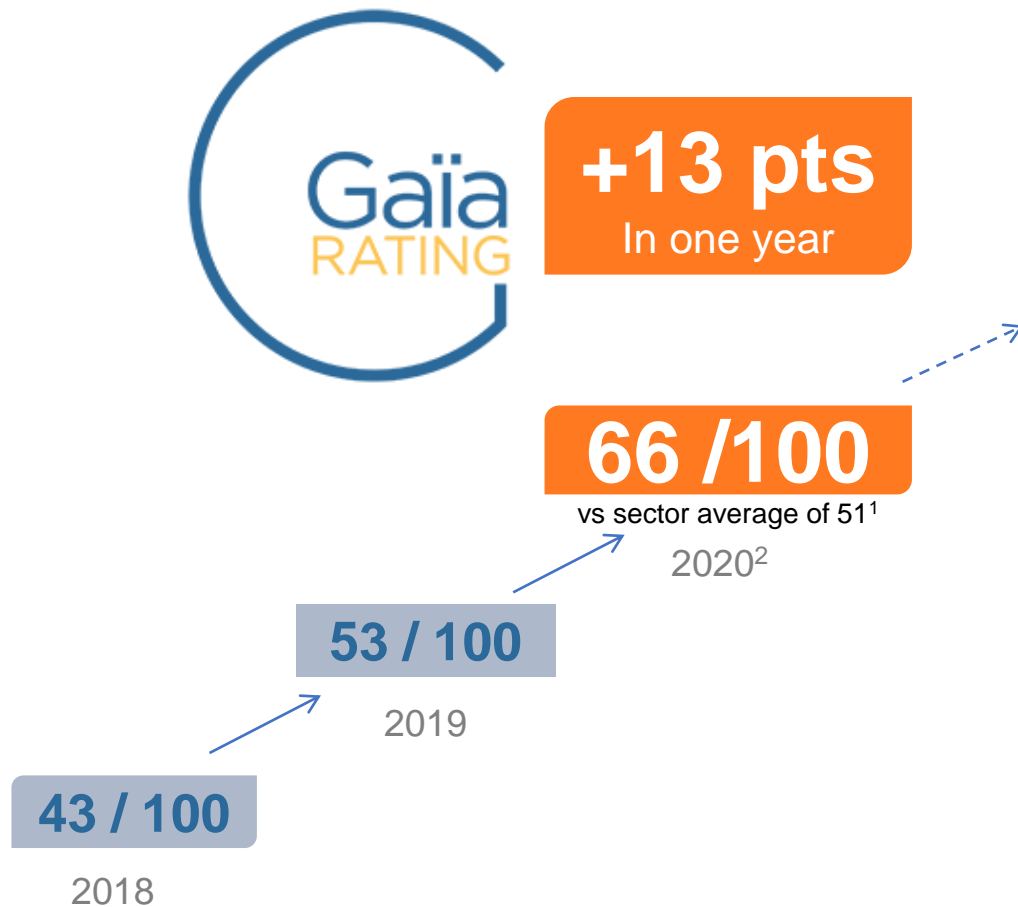 Gaïa
RATING
+13 pts
In one year
66 /100
vs sector average of 51¹
2020²
53 / 100
2019
43 / 100
2018